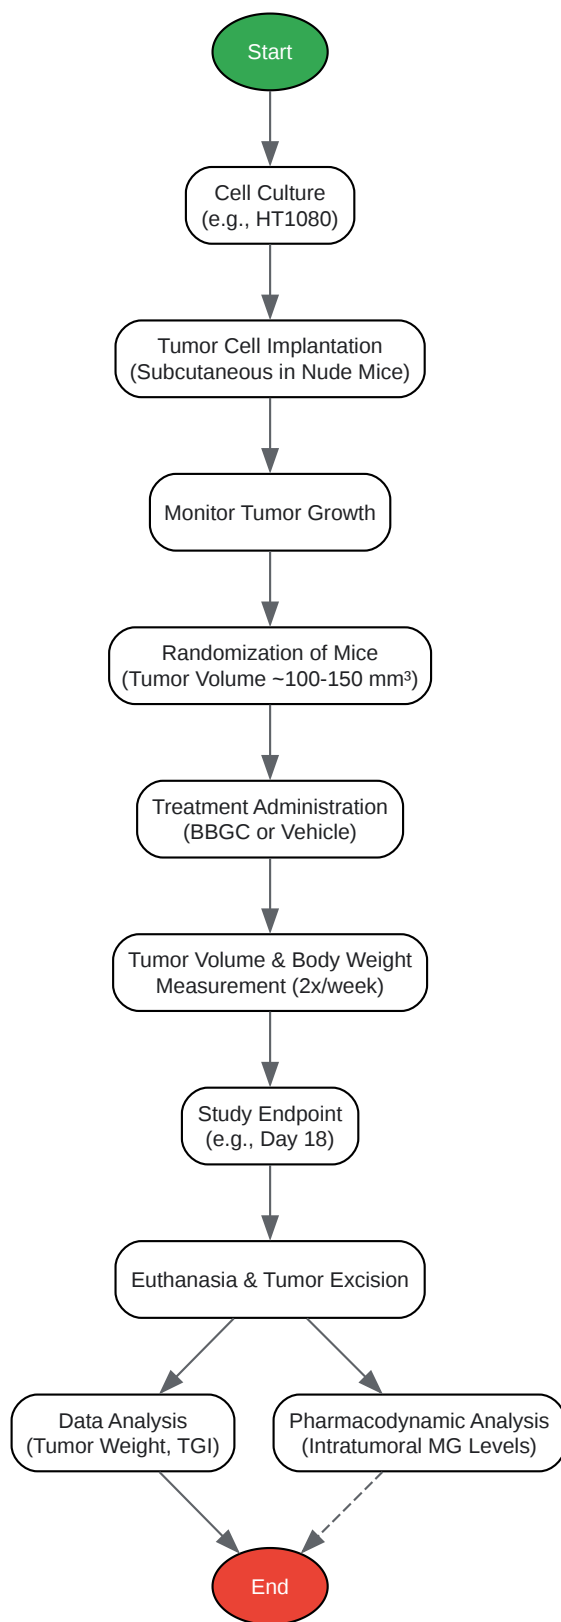 Start
Cell Culture
(e.g., HT1080)
Tumor Cell Implantation
(Subcutaneous in Nude Mice)
Monitor Tumor Growth
Randomization of Mice
(Tumor Volume ~100-150 mm³)
Treatment Administration
(BBGC or Vehicle)
Tumor Volume & Body Weight
Measurement (2x/week)
Study Endpoint
(e.g., Day 18)
Euthanasia & Tumor Excision
Data Analysis
(Tumor Weight, TGI)
Pharmacodynamic Analysis
(Intratumoral MG Levels)
End